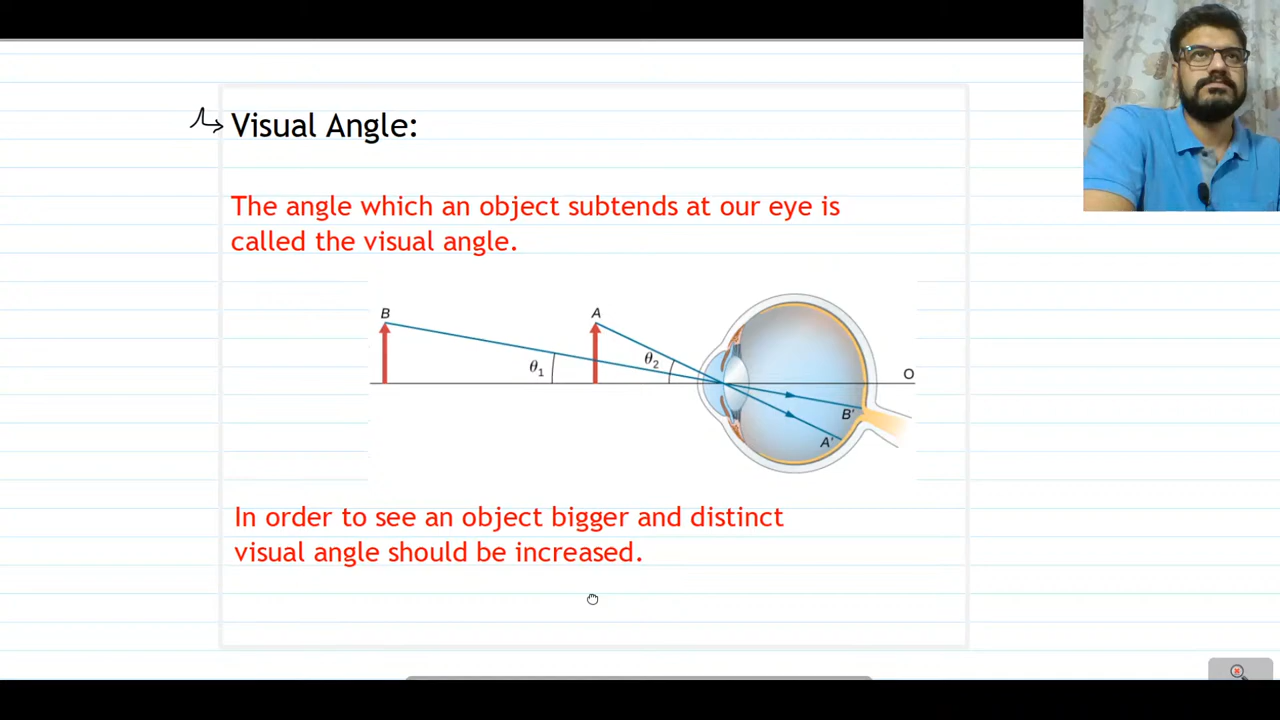 Visual Angle:
The angle which an object subtends at our eye is
called the visual angle.
B
A
θ1
θ2
O
B'
A'
In order to see an object bigger and distinct
visual angle should be increased.